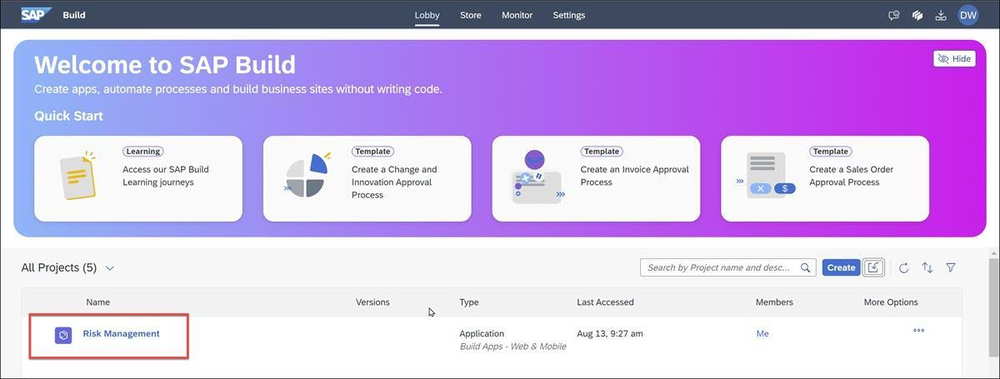 SAP Build Lobby Store Monitor Settings DW
Welcome to SAP Build
Hide
Create apps, automate processes and build business sites without writing code.
Quick Start
Learning
Access our SAP Build
Learning journeys
Template
Create a Change and
Innovation Approval
Process
Template
Create an Invoice Approval
Process
Template
Create a Sales Order
Approval Process
$
All Projects (5)
Search by Project name and desc...
Create
Name Versions Type Last Accessed Members More Options
Risk Management Application Aug 13, 9:27 am Me
Build Apps - Web & Mobile